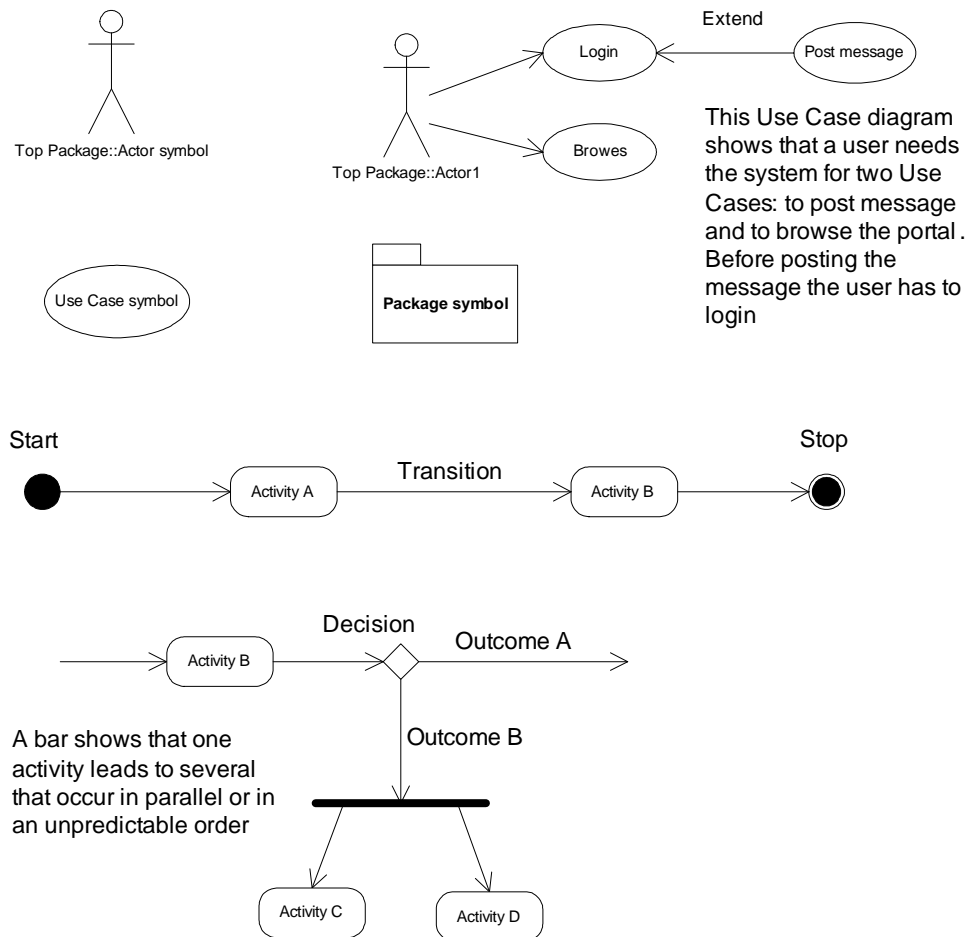 Extend
Login
Post message
Top Package::Actor symbol
Browes
Top Package::Actor1
This Use Case diagram
shows that a user needs
the system for two Use
Cases: to post message
and to browse the portal .
Before posting the
message the user has to
login
Use Case symbol
Package symbol
Start
Stop
Activity A
Transition
Activity B
Decision
Activity B
Outcome A
Outcome B
A bar shows that one
activity leads to several
that occur in parallel or in
an unpredictable order
Activity C
Activity D